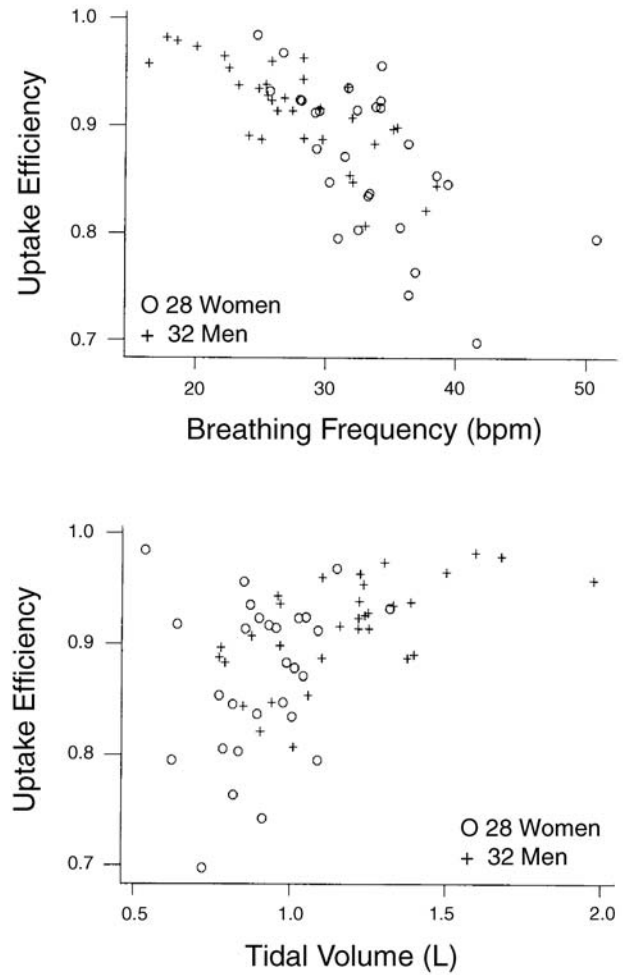 1.0
0.9
0.8
0.7
Uptake Efficiency
O 28 Women
+ 32 Men
20 30 40 50
Breathing Frequency (bpm)
1.0
0.9
0.8
0.7
Uptake Efficiency
O 28 Women
+ 32 Men
0.5 1.0 1.5 2.0
Tidal Volume (L)